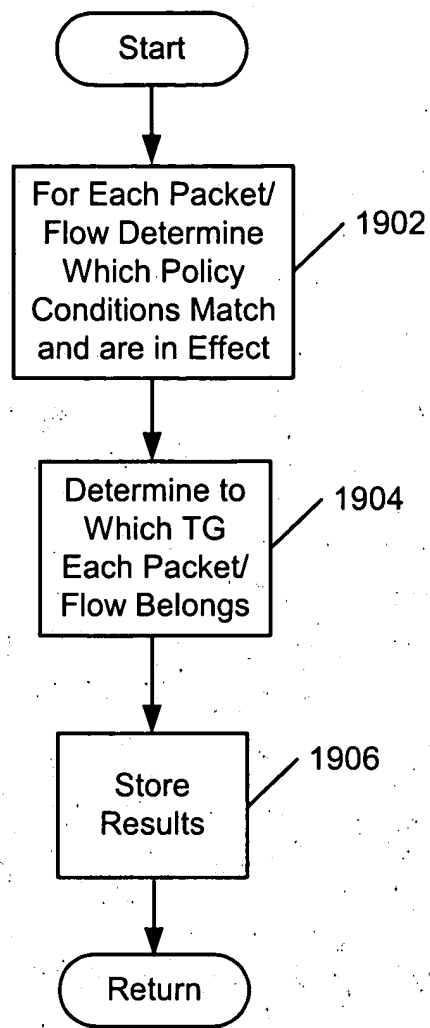 Start
For Each Packet/
Flow Determine
Which Policy
Conditions Match
and are in Effect
1902
Determine to
Which TG
Each Packet/
Flow Belongs
1904
Store
Results
1906
Return